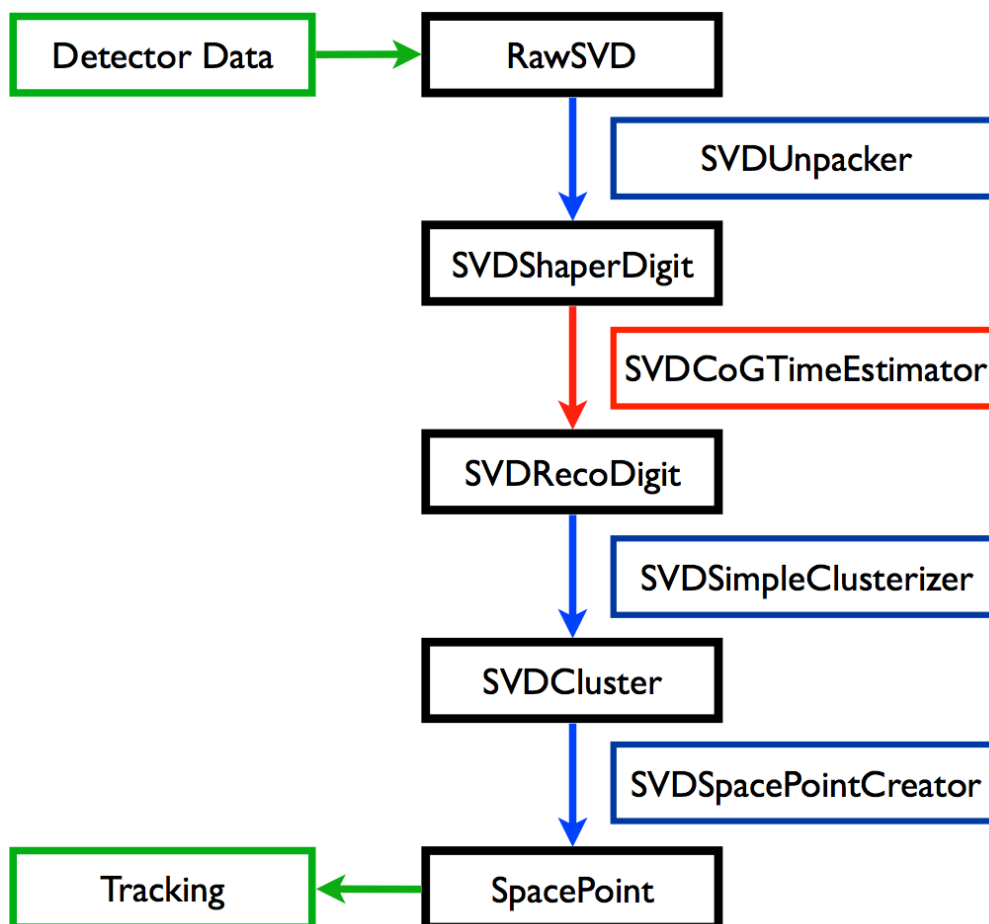 Detector Data
RawSVD
SVDUnpacker
SVDShaperDigit
SVDCoGTimeEstimator
SVDRecoDigit
SVDSimpleClusterizer
SVDCluster
SVDSpacePointCreator
Tracking
SpacePoint